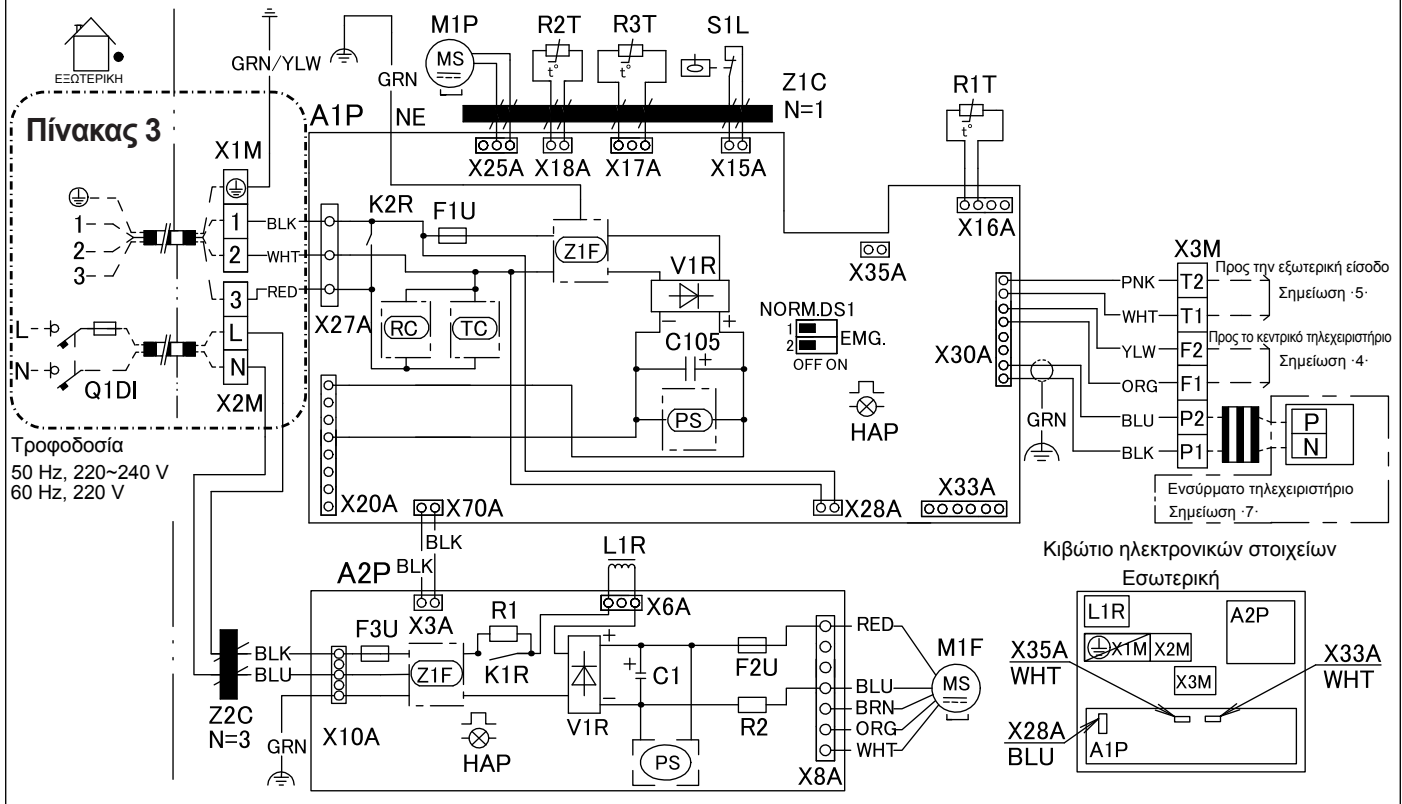 ΕΞΩΤΕΡΙΚΗ
GRN/YLW
GRN
M1P
MS
R2T
t°
R3T
t°
S1L
Z1C
N=1
R1T
t°
Πίνακας 3
A1P
NE
X1M
X25A
X18A
X17A
X15A
X16A
1
2
3
1
2
3
BLK
WHT
RED
K2R
F1U
Z1F
V1R
X35A
X27A
RC
TC
C105
+
+
PS
NORM.DS1
1
2
EMG.
OFF ON
HAP
X30A
L
N
Q1DI
L
N
X2M
X3M
PNK
T2
WHT
T1
YLW
F2
ORG
F1
BLU
P2
BLK
P1
GRN
Προς την εξωτερική είσοδο
Σημείωση ·5·
Προς το κεντρικό τηλεχειριστήριο
Σημείωση ·4·
P
N
Ενσύρματο τηλεχειριστήριο
Σημείωση ·7·
Τροφοδοσία
50 Hz, 220~240 V
60 Hz, 220 V
X20A
X70A
X28A
X33A
BLK
BLK
A2P
X3A
L1R
X6A
F3U
R1
K1R
Z1F
V1R
+
−
+
C1
F2U
R2
PS
HAP
BLK
BLU
GRN
Z2C
N=3
X10A
RED
BLU
BRN
ORG
WHT
X8A
M1F
MS
Κιβώτιο ηλεκτρονικών στοιχείων
Εσωτερική
L1R
A2P
X1M
X2M
X3M
X35A
WHT
X33A
WHT
X28A
BLU
A1P